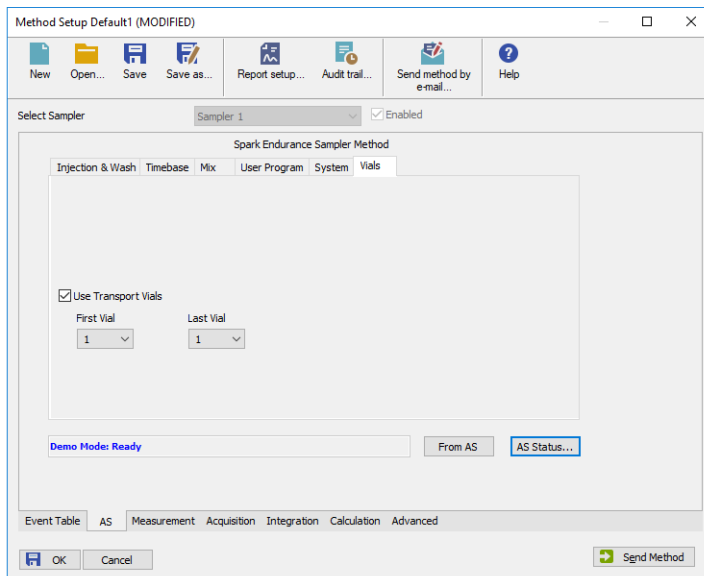 Method Setup Default1 (MODIFIED)
New Open... Save Save as... Report setup... Audit trail... Send method by e-mail... Help
Select Sampler Sampler 1 Enabled
Spark Endurance Sampler Method
Injection & Wash Timebase Mix User Program System Vials
Use Transport Vials
First Vial Last Vial
1 1
Demo Mode: Ready From AS AS Status...
Event Table AS Measurement Acquisition Integration Calculation Advanced
OK Cancel Send Method